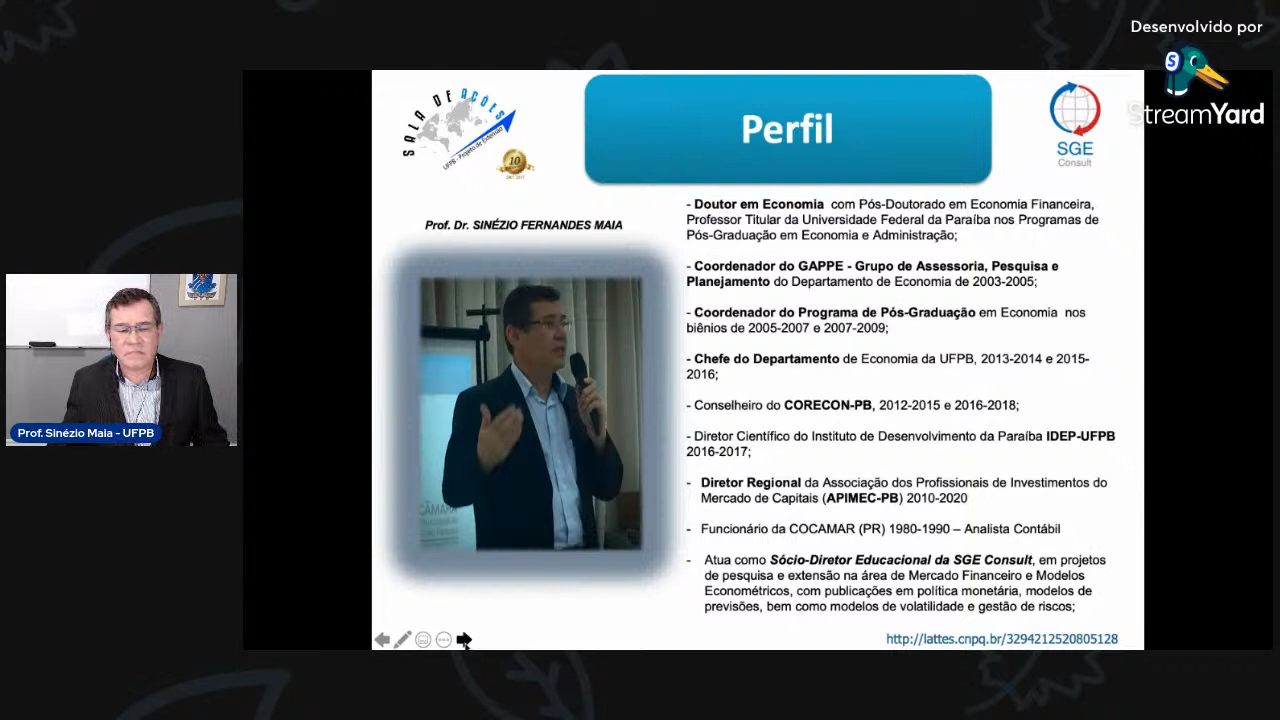 Desenvolvido por
StreamYard
SALA DE AÇÕES
UFPB - Projeto de Extensão
10
Perfil
SGE
Consult
Prof. Dr. SINÉZIO FERNANDES MAIA
- Doutor em Economia com Pós-Doutorado em Economia Financeira,
Professor Titular da Universidade Federal da Paraíba nos Programas de
Pós-Graduação em Economia e Administração;
- Coordenador do GAPPE - Grupo de Assessoria, Pesquisa e
Planejamento do Departamento de Economia de 2003-2005;
- Coordenador do Programa de Pós-Graduação em Economia nos
biênios de 2005-2007 e 2007-2009;
- Chefe do Departamento de Economia da UFPB, 2013-2014 e 2015-
2016;
- Conselheiro do CORECON-PB, 2012-2015 e 2016-2018;
- Diretor Científico do Instituto de Desenvolvimento da Paraíba IDEP-UFPB
2016-2017;
- Diretor Regional da Associação dos Profissionais de Investimentos do
Mercado de Capitais (APIMEC-PB) 2010-2020
- Funcionário da COCAMAR (PR) 1980-1990 – Analista Contábil
- Atua como Sócio-Diretor Educacional da SGE Consult, em projetos
de pesquisa e extensão na área de Mercado Financeiro e Modelos
Econométricos, com publicações em política monetária, modelos de
previsões, bem como modelos de volatilidade e gestão de riscos;
http://lattes.cnpq.br/3294212520805128
CÂMARA
Prof. Sinézio Maia - UFPB